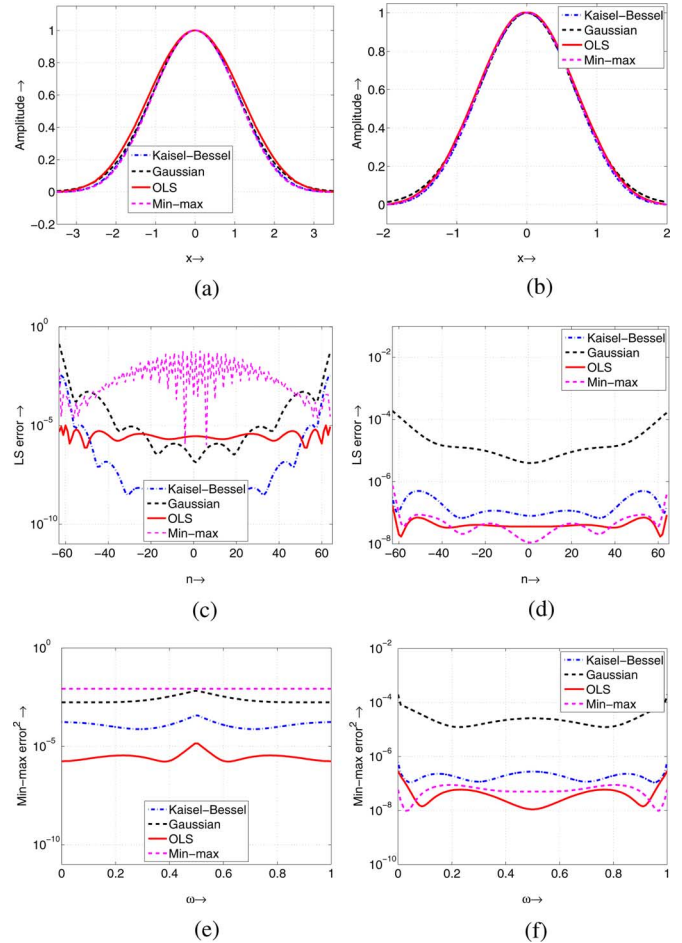 1
0.8
0.6
0.4
0.2
0
−0.2
Amplitude →
Kaisel−Bessel
Gaussian
OLS
Min−max
−3 −2 −1 0 1 2 3
x→
(a)
1
0.8
0.6
0.4
0.2
0
Amplitude →
Kaisel−Bessel
Gaussian
OLS
Min−max
−2 −1 0 1 2
x→
(b)
10^0
10^−5
10^−10
LS error →
Kaisel−Bessel
Gaussian
OLS
Min−max
−60 −40 −20 0 20 40 60
n→
(c)
10^−2
10^−4
10^−6
10^−8
LS error →
Kaisel−Bessel
Gaussian
OLS
Min−max
−60 −40 −20 0 20 40 60
n→
(d)
10^0
10^−5
10^−10
Min−max error^2 →
Kaisel−Bessel
Gaussian
OLS
Min−max
0 0.2 0.4 0.6 0.8 1
ω→
(e)
10^−2
10^−4
10^−6
10^−8
10^−10
Min−max error^2 →
Kaisel−Bessel
Gaussian
OLS
Min−max
0 0.2 0.4 0.6 0.8 1
ω→
(f)